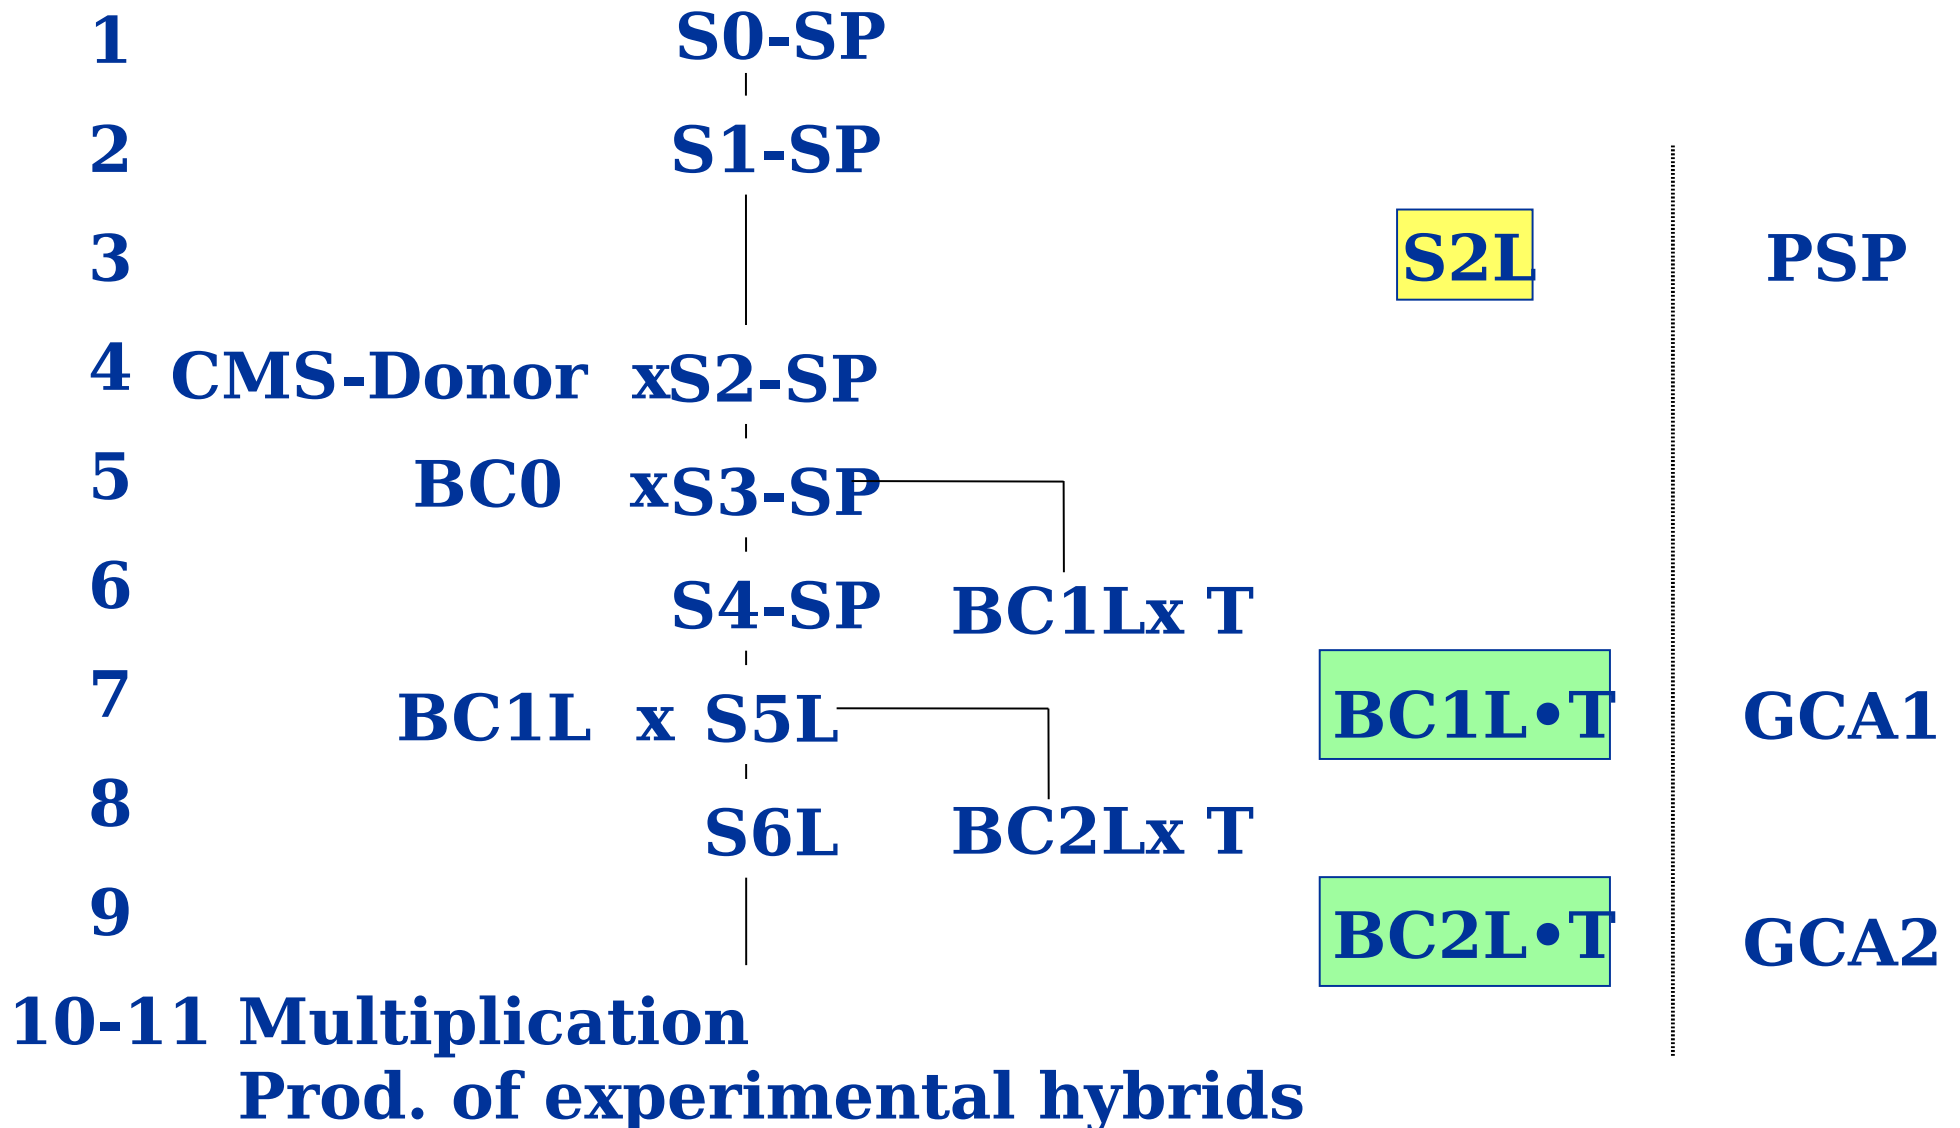 1 S0-SP
2 S1-SP
3 S2L PSP
4 CMS-Donor x S2-SP
5 BC0 x S3-SP
6 S4-SP BC1Lx T
7 BC1L x S5L BC1L•T GCA1
8 S6L BC2Lx T
9 BC2L•T GCA2
10-11 Multiplication
Prod. of experimental hybrids